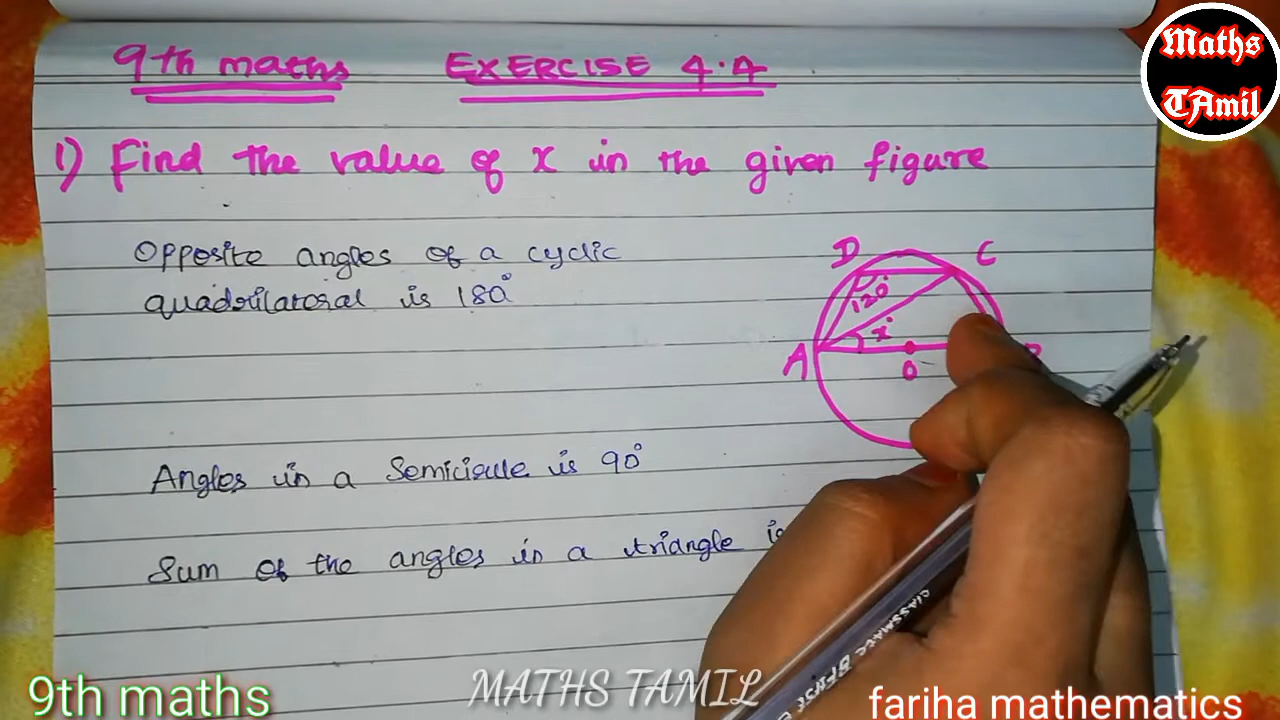 Maths
TAmil
9th maths EXERCISE 4.4
1) Find the value of x in the given figure
Opposite angles of a cyclic
quadrilateral is 180°
D C
120°
x°
A O
Angles in a Semicircle is 90°
Sum of the angles in a triangle is
CLASSMATE
9th maths
MATHS TAMIL
fariha mathematics